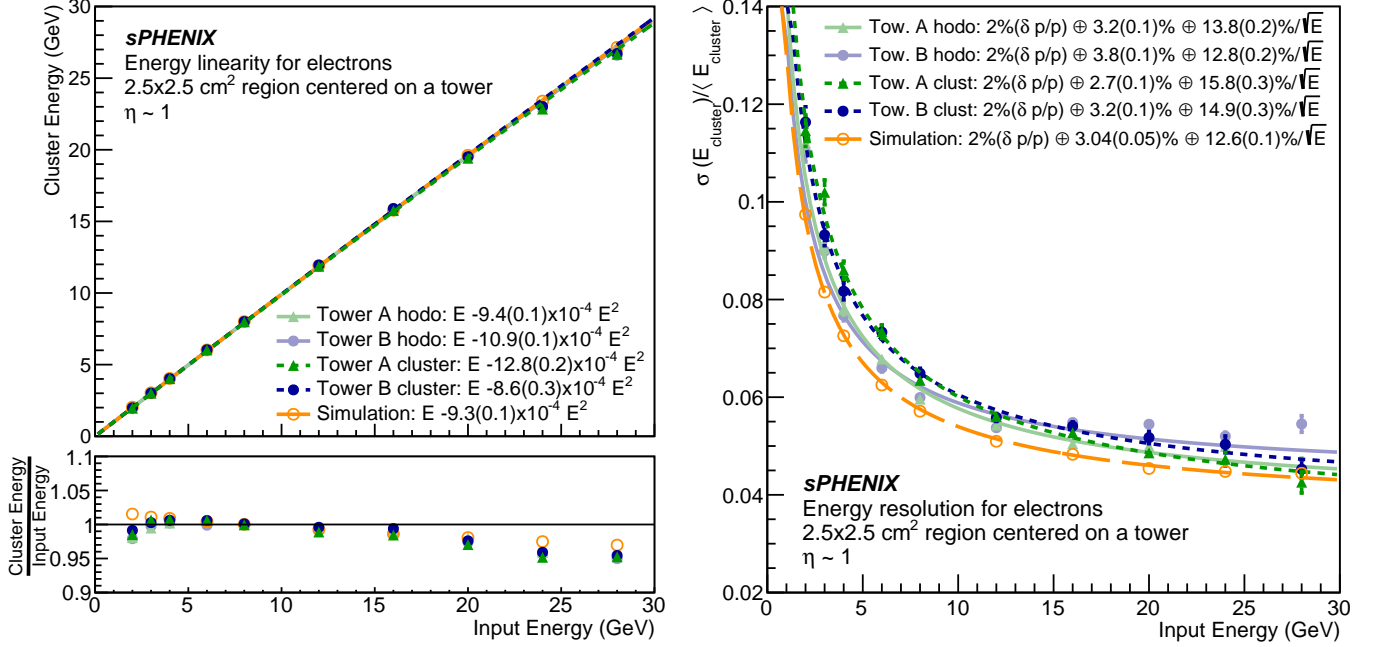 sPHENIX
Energy linearity for electrons
2.5x2.5 cm² region centered on a tower
η ~ 1
Cluster Energy (GeV)
30
25
20
15
10
5
0
Tower A hodo: E -9.4(0.1)x10⁻⁴ E²
Tower B hodo: E -10.9(0.1)x10⁻⁴ E²
Tower A cluster: E -12.8(0.2)x10⁻⁴ E²
Tower B cluster: E -8.6(0.3)x10⁻⁴ E²
Simulation: E -9.3(0.1)x10⁻⁴ E²
Cluster Energy
Input Energy
1.1
1.05
1
0.95
0.9
0 5 10 15 20 25 30
Input Energy (GeV)
σ (E_cluster)/⟨ E_cluster ⟩
0.14
0.12
0.1
0.08
0.06
0.04
0.02
Tow. A hodo: 2%(δ p/p) ⊕ 3.2(0.1)% ⊕ 13.8(0.2)%/√E
Tow. B hodo: 2%(δ p/p) ⊕ 3.8(0.1)% ⊕ 12.8(0.2)%/√E
Tow. A clust: 2%(δ p/p) ⊕ 2.7(0.1)% ⊕ 15.8(0.3)%/√E
Tow. B clust: 2%(δ p/p) ⊕ 3.2(0.1)% ⊕ 14.9(0.3)%/√E
Simulation: 2%(δ p/p) ⊕ 3.04(0.05)% ⊕ 12.6(0.1)%/√E
sPHENIX
Energy resolution for electrons
2.5x2.5 cm² region centered on a tower
η ~ 1
0 5 10 15 20 25 30
Input Energy (GeV)